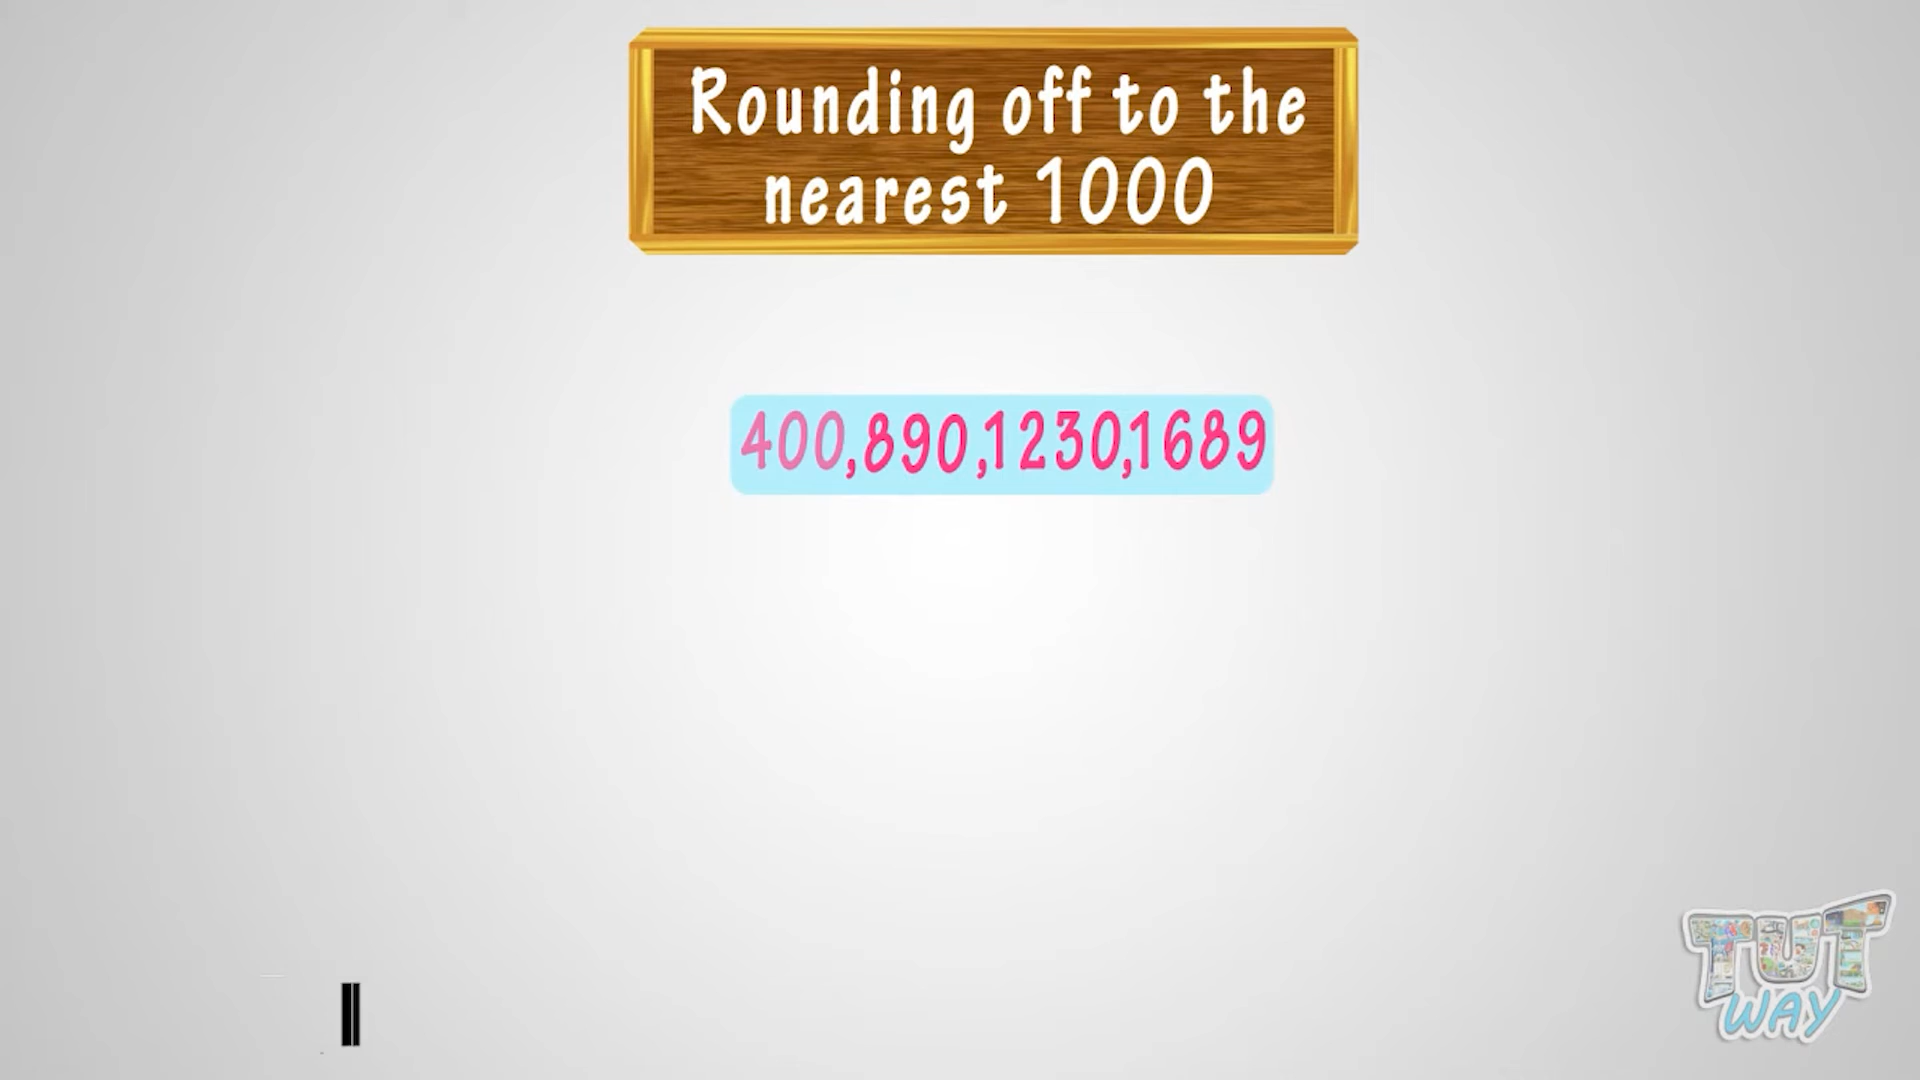 Rounding off to the
nearest 1000
400,890,1230,1689
TUT
WAY